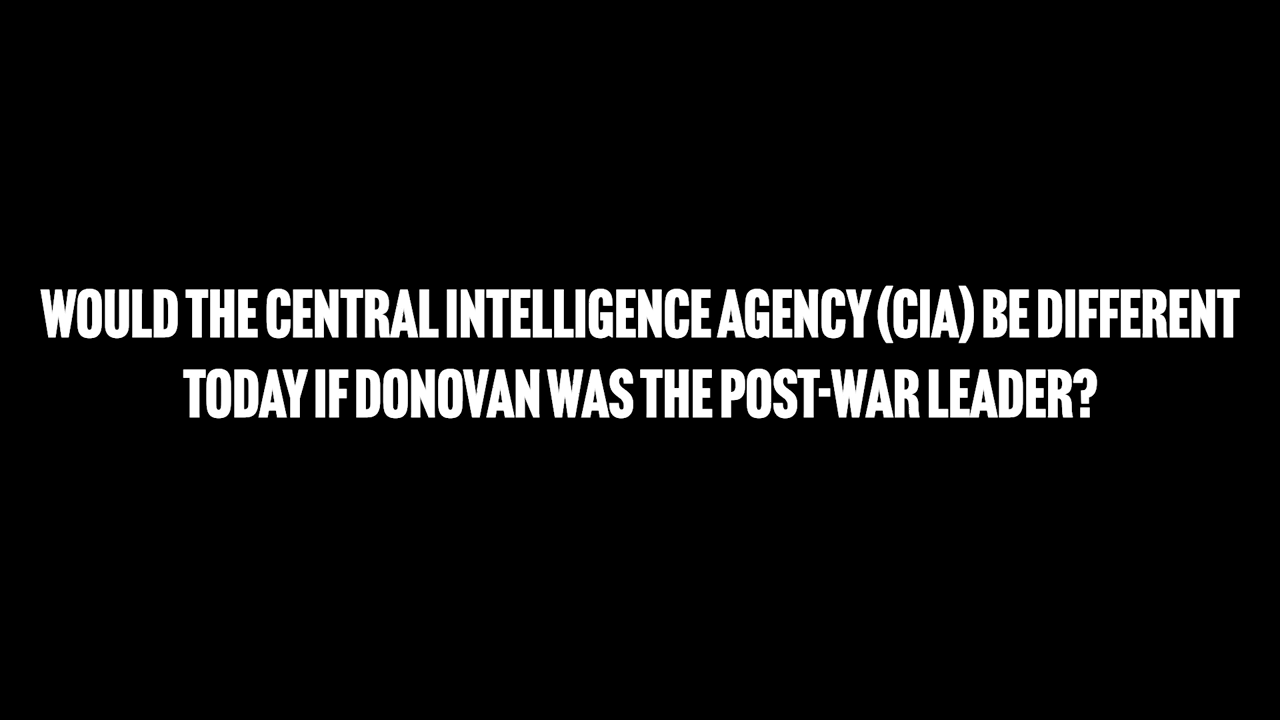 WOULD THE CENTRAL INTELLIGENCE AGENCY (CIA) BE DIFFERENT
TODAY IF DONOVAN WAS THE POST-WAR LEADER?